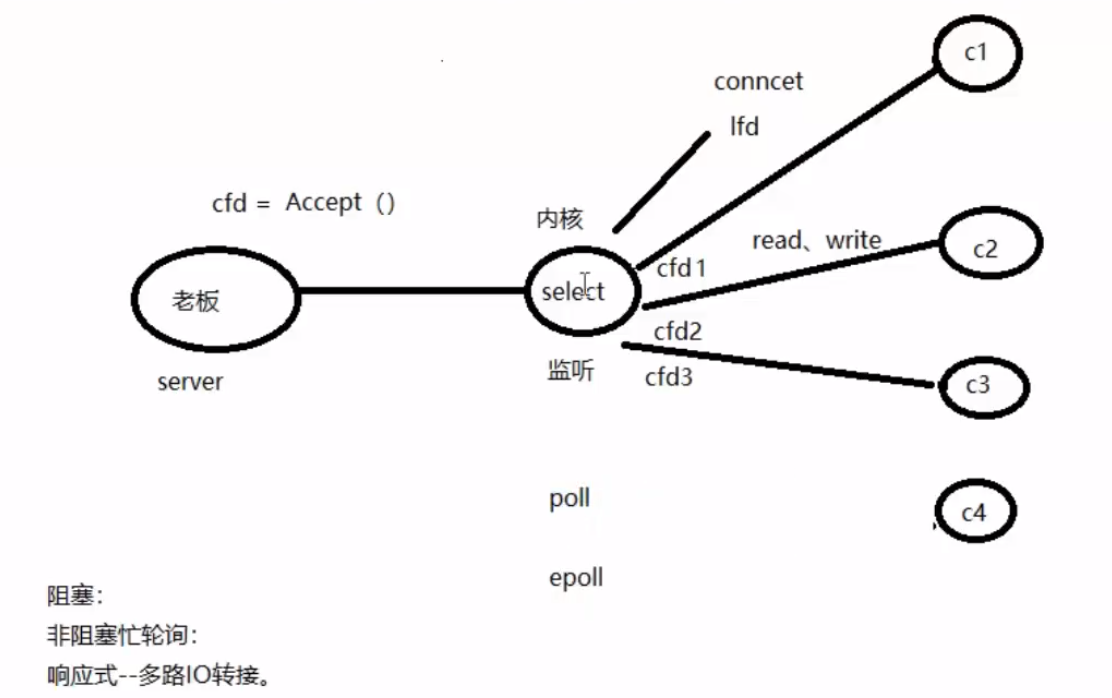 c1
conncet
lfd
cfd = Accept（）
内核
read、write
c2
cfd1
select
老板
cfd2
监听
cfd3
server
c3
poll
c4
epoll
阻塞：
非阻塞忙轮询：
响应式--多路IO转接。